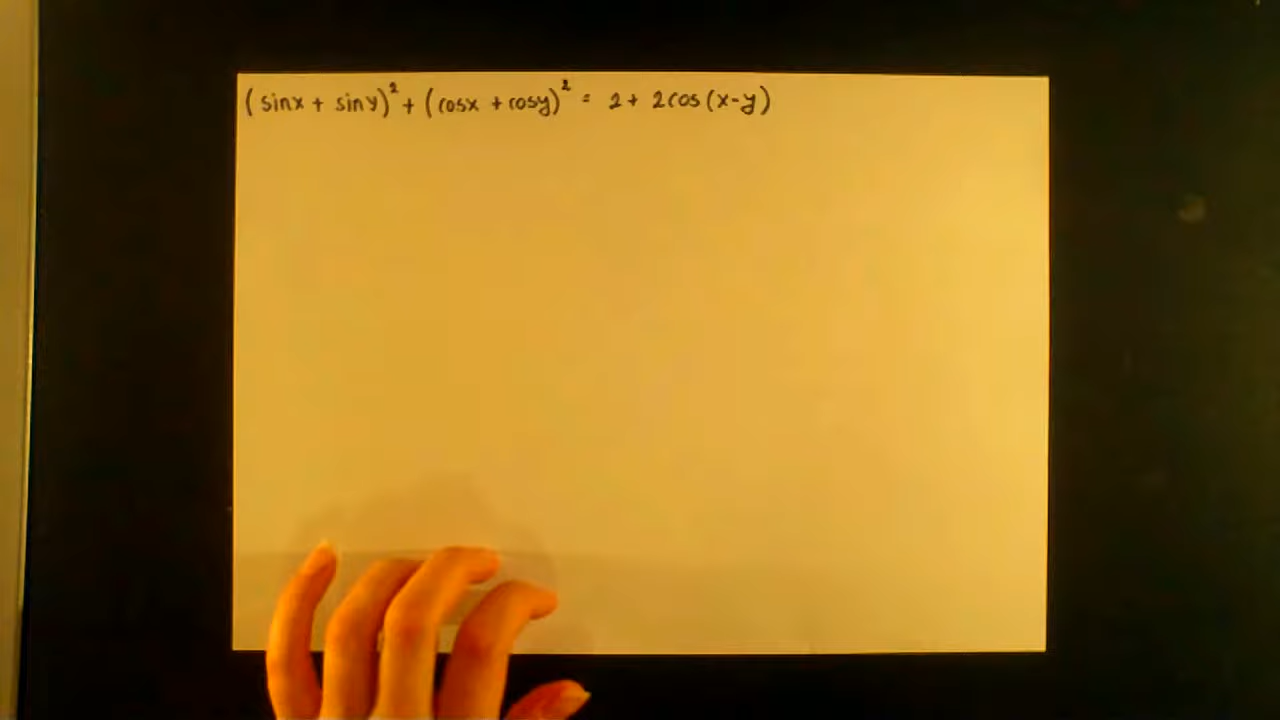 (sinx + siny)² + (cosx + cosy)² = 2 + 2cos(x-y)